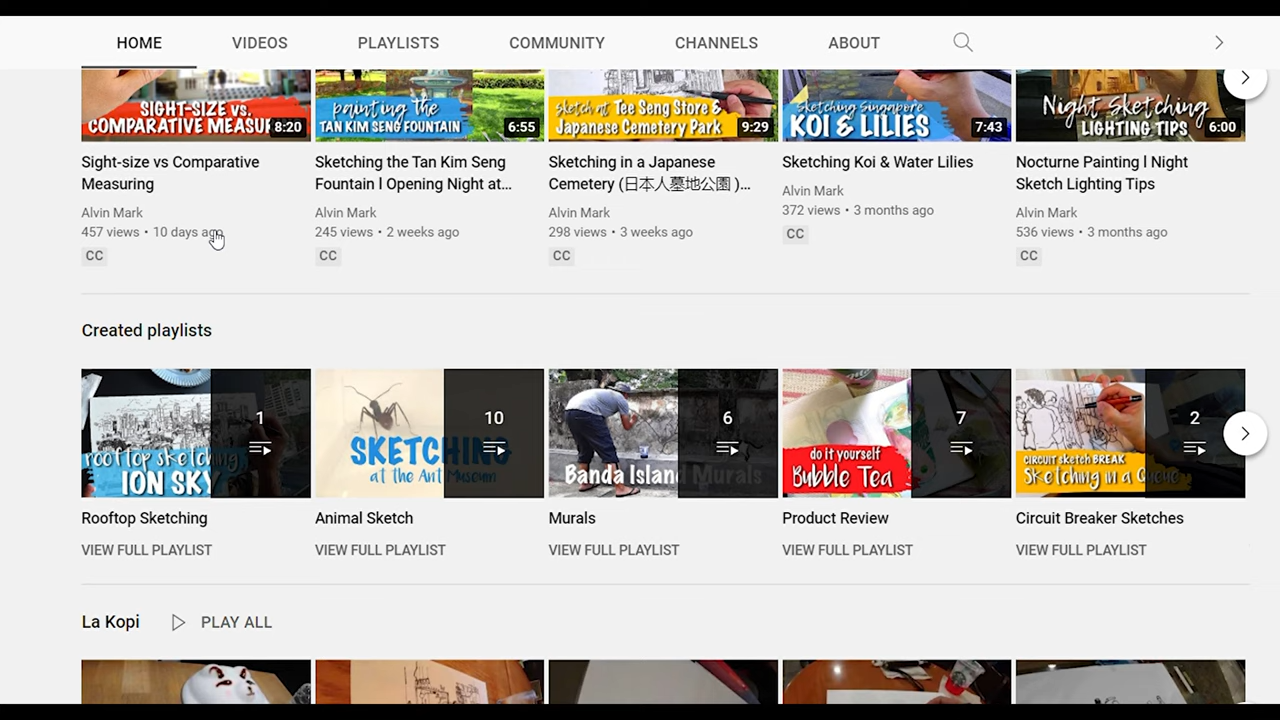 HOME VIDEOS PLAYLISTS COMMUNITY CHANNELS ABOUT
SIGHT-SIZE vs.
COMPARATIVE MEASUR
8:20
painting the
TAN KIM SENG FOUNTAIN
6:55
sketch at Tee Seng Store &
Japanese Cemetery Park
9:29
Sketching Singapore
KOI & LILIES
7:43
Night Sketching
LIGHTING TIPS
6:00
Sight-size vs Comparative
Measuring
Alvin Mark
457 views • 10 days ago
CC
Sketching the Tan Kim Seng
Fountain l Opening Night at...
Alvin Mark
245 views • 2 weeks ago
CC
Sketching in a Japanese
Cemetery (日本人墓地公園 )...
Alvin Mark
298 views • 3 weeks ago
CC
Sketching Koi & Water Lilies
Alvin Mark
372 views • 3 months ago
CC
Nocturne Painting l Night
Sketch Lighting Tips
Alvin Mark
536 views • 3 months ago
CC
Created playlists
rooftop sketching
ION SKY
1
SKETCHING
at the Art Museum
10
Banda Island Murals
6
do it yourself
Bubble Tea
7
CIRCUIT sketch BREAK
Sketching in a Queue
2
Rooftop Sketching
VIEW FULL PLAYLIST
Animal Sketch
VIEW FULL PLAYLIST
Murals
VIEW FULL PLAYLIST
Product Review
VIEW FULL PLAYLIST
Circuit Breaker Sketches
VIEW FULL PLAYLIST
La Kopi PLAY ALL